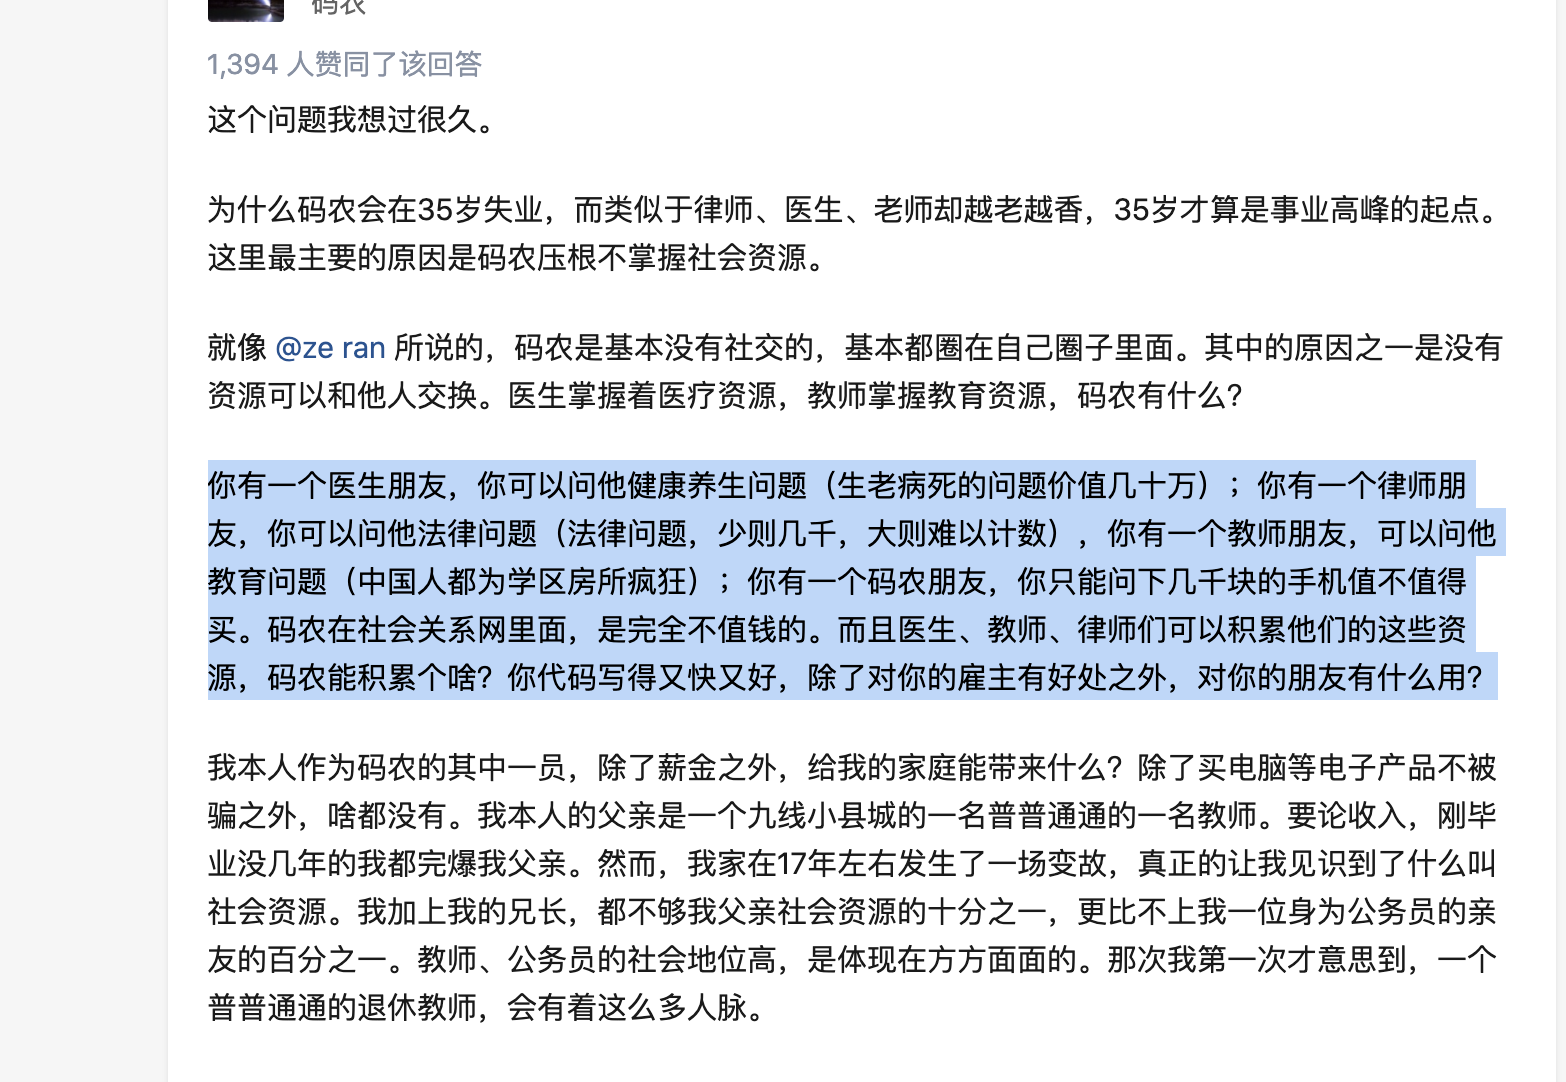 码农
1,394 人赞同了该回答
这个问题我想过很久。
为什么码农会在35岁失业，而类似于律师、医生、老师却越老越香，35岁才算是事业高峰的起点。
这里最主要的原因是码农压根不掌握社会资源。
就像 @ze ran 所说的，码农是基本没有社交的，基本都圈在自己圈子里面。其中的原因之一是没有
资源可以和他人交换。医生掌握着医疗资源，教师掌握教育资源，码农有什么？
你有一个医生朋友，你可以问他健康养生问题（生老病死的问题价值几十万）；你有一个律师朋
友，你可以问他法律问题（法律问题，少则几千，大则难以计数），你有一个教师朋友，可以问他
教育问题（中国人都为学区房所疯狂）；你有一个码农朋友，你只能问下几千块的手机值不值得
买。码农在社会关系网里面，是完全不值钱的。而且医生、教师、律师们可以积累他们的这些资
源，码农能积累个啥？你代码写得又快又好，除了对你的雇主有好处之外，对你的朋友有什么用？
我本人作为码农的其中一员，除了薪金之外，给我的家庭能带来什么？除了买电脑等电子产品不被
骗之外，啥都没有。我本人的父亲是一个九线小县城的一名普普通通的一名教师。要论收入，刚毕
业没几年的我都完爆我父亲。然而，我家在17年左右发生了一场变故，真正的让我见识到了什么叫
社会资源。我加上我的兄长，都不够我父亲社会资源的十分之一，更比不上我一位身为公务员的亲
友的百分之一。教师、公务员的社会地位高，是体现在方方面面的。那次我第一次才意思到，一个
普普通通的退休教师，会有着这么多人脉。